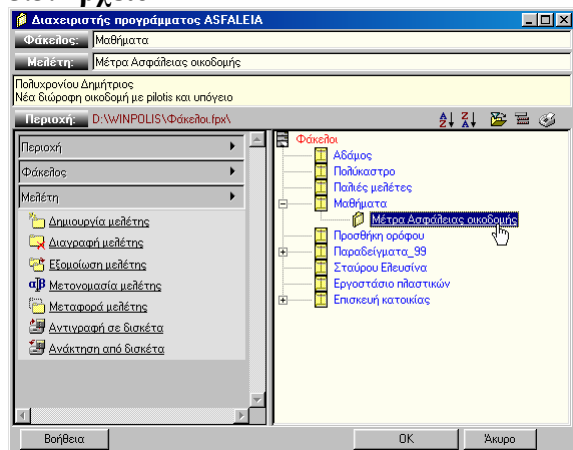 Διαχειριστής προγράμματος ASFALEIA
Φάκελος: Μαθήματα
Μελέτη: Μέτρα Ασφάλειας οικοδομής
Πολυχρονίου Δημήτριος
Νέα διώροφη οικοδομή με pilotis και υπόγειο
Περιοχή: D:\WINPOLIS\Φάκελοι.fpx\
Περιοχή
Φάκελος
Μελέτη
Δημιουργία μελέτης
Διαγραφή μελέτης
Εξομοίωση μελέτης
Μετονομασία μελέτης
Μεταφορά μελέτης
Αντιγραφή σε δισκέτα
Ανάκτηση από δισκέτα
Φάκελοι
Αδάμος
Πολύκαστρο
Παλιές μελέτες
Μαθήματα
Μέτρα Ασφάλειας οικοδομής
Προσθήκη ορόφου
Παραδείγματα_99
Σταύρου Ελευσίνα
Εργοστάσιο πλαστικών
Επισκευή κατοικίας
Βοήθεια
OK
Άκυρο